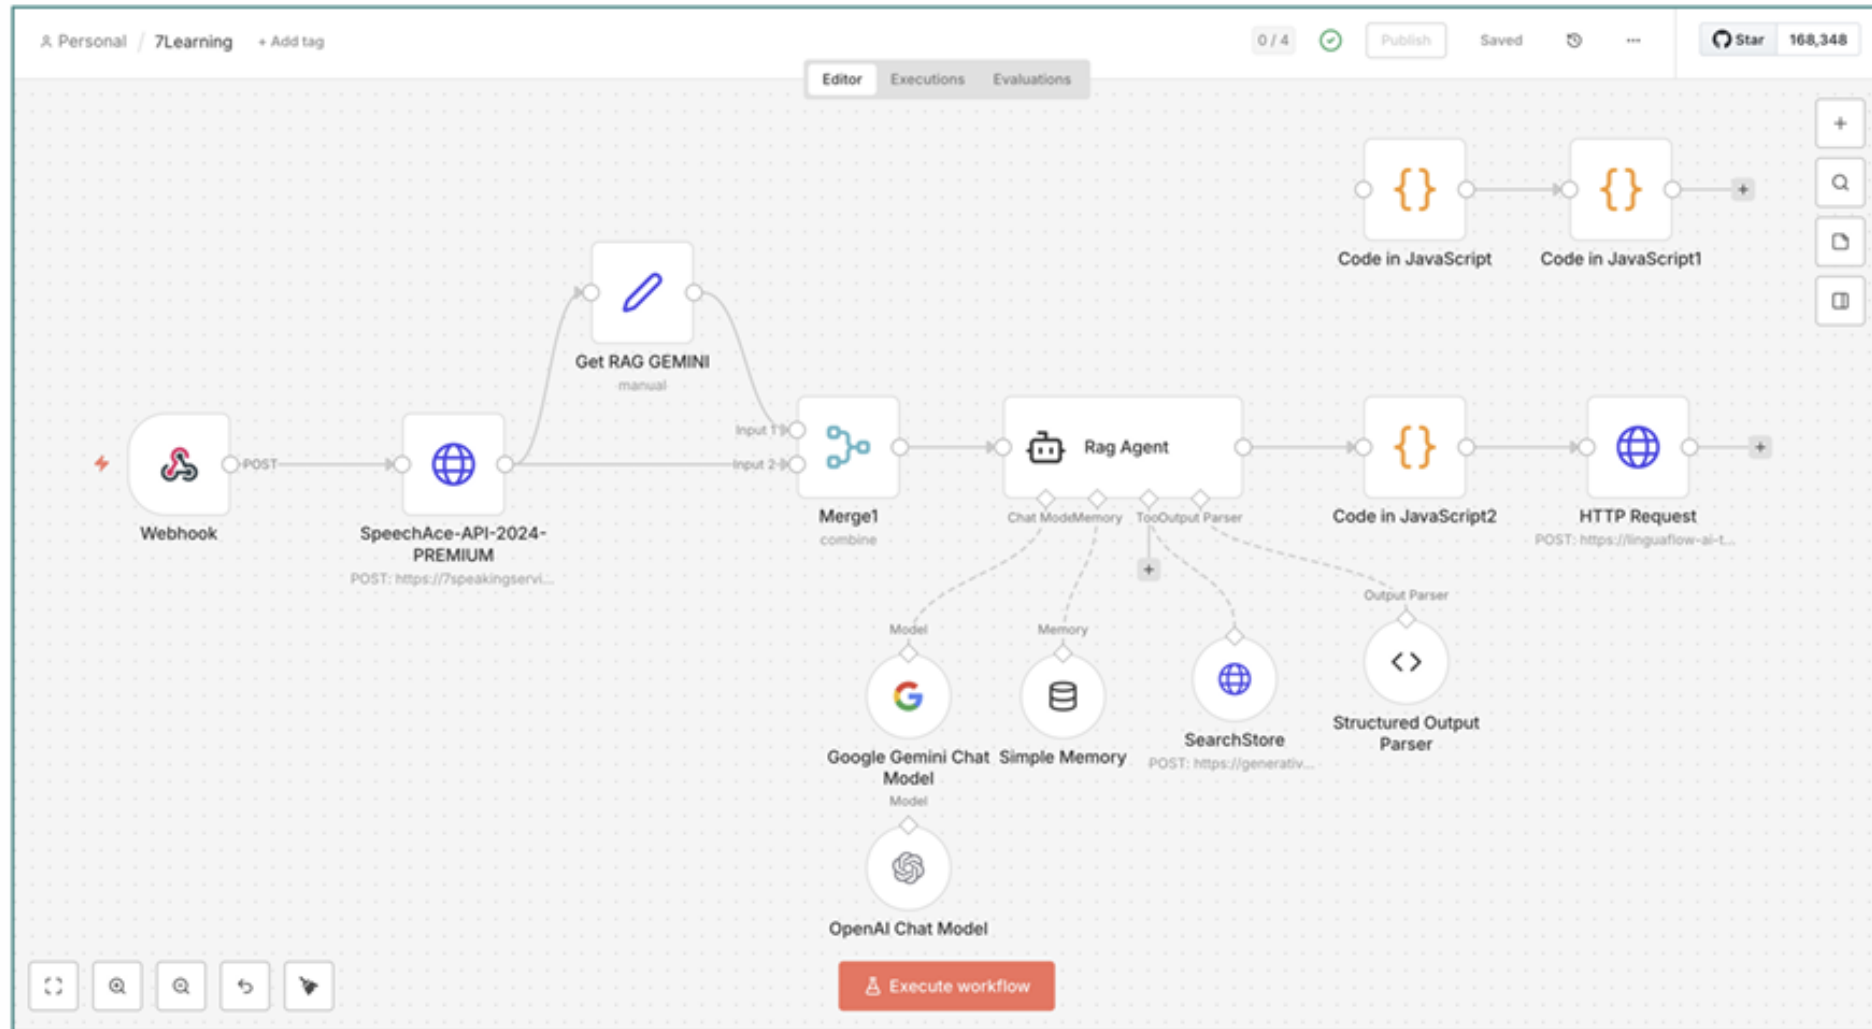 Personal / 7Learning + Add tag
0 / 4 Publish Saved ... Star 168,348
Editor Executions Evaluations
Code in JavaScript Code in JavaScript1
Get RAG GEMINI
manual
Input 1
Input 2
POST
Webhook
SpeechAce-API-2024-
PREMIUM
POST: https://7speakingservi...
Merge1
combine
Rag Agent
Chat Mode Memory Too Output Parser
Code in JavaScript2
HTTP Request
POST: https://linguaflow-ai-t...
Model
Google Gemini Chat
Model
Memory
Simple Memory
SearchStore
POST: https://generativ...
Output Parser
Structured Output
Parser
Model
OpenAI Chat Model
Execute workflow